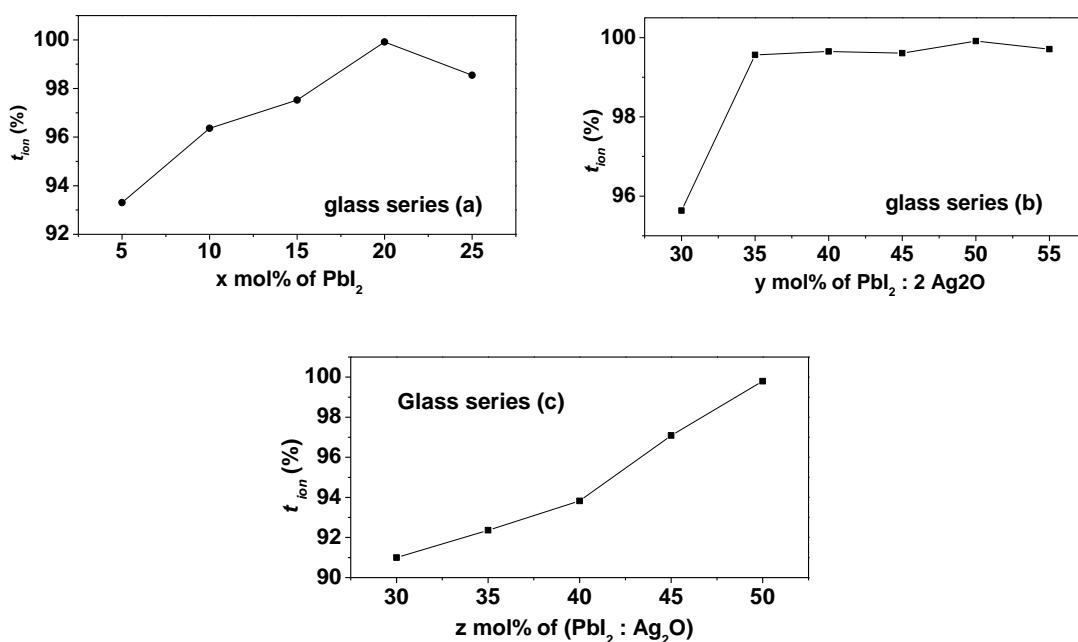 100
98
96
94
92
t_ion (%)
glass series (a)
5 10 15 20 25
x mol% of PbI₂
100
98
96
t_ion (%)
glass series (b)
30 35 40 45 50 55
y mol% of PbI₂ : 2 Ag2O
100
98
96
94
92
90
t_ion (%)
Glass series (c)
30 35 40 45 50
z mol% of (PbI₂ : Ag₂O)